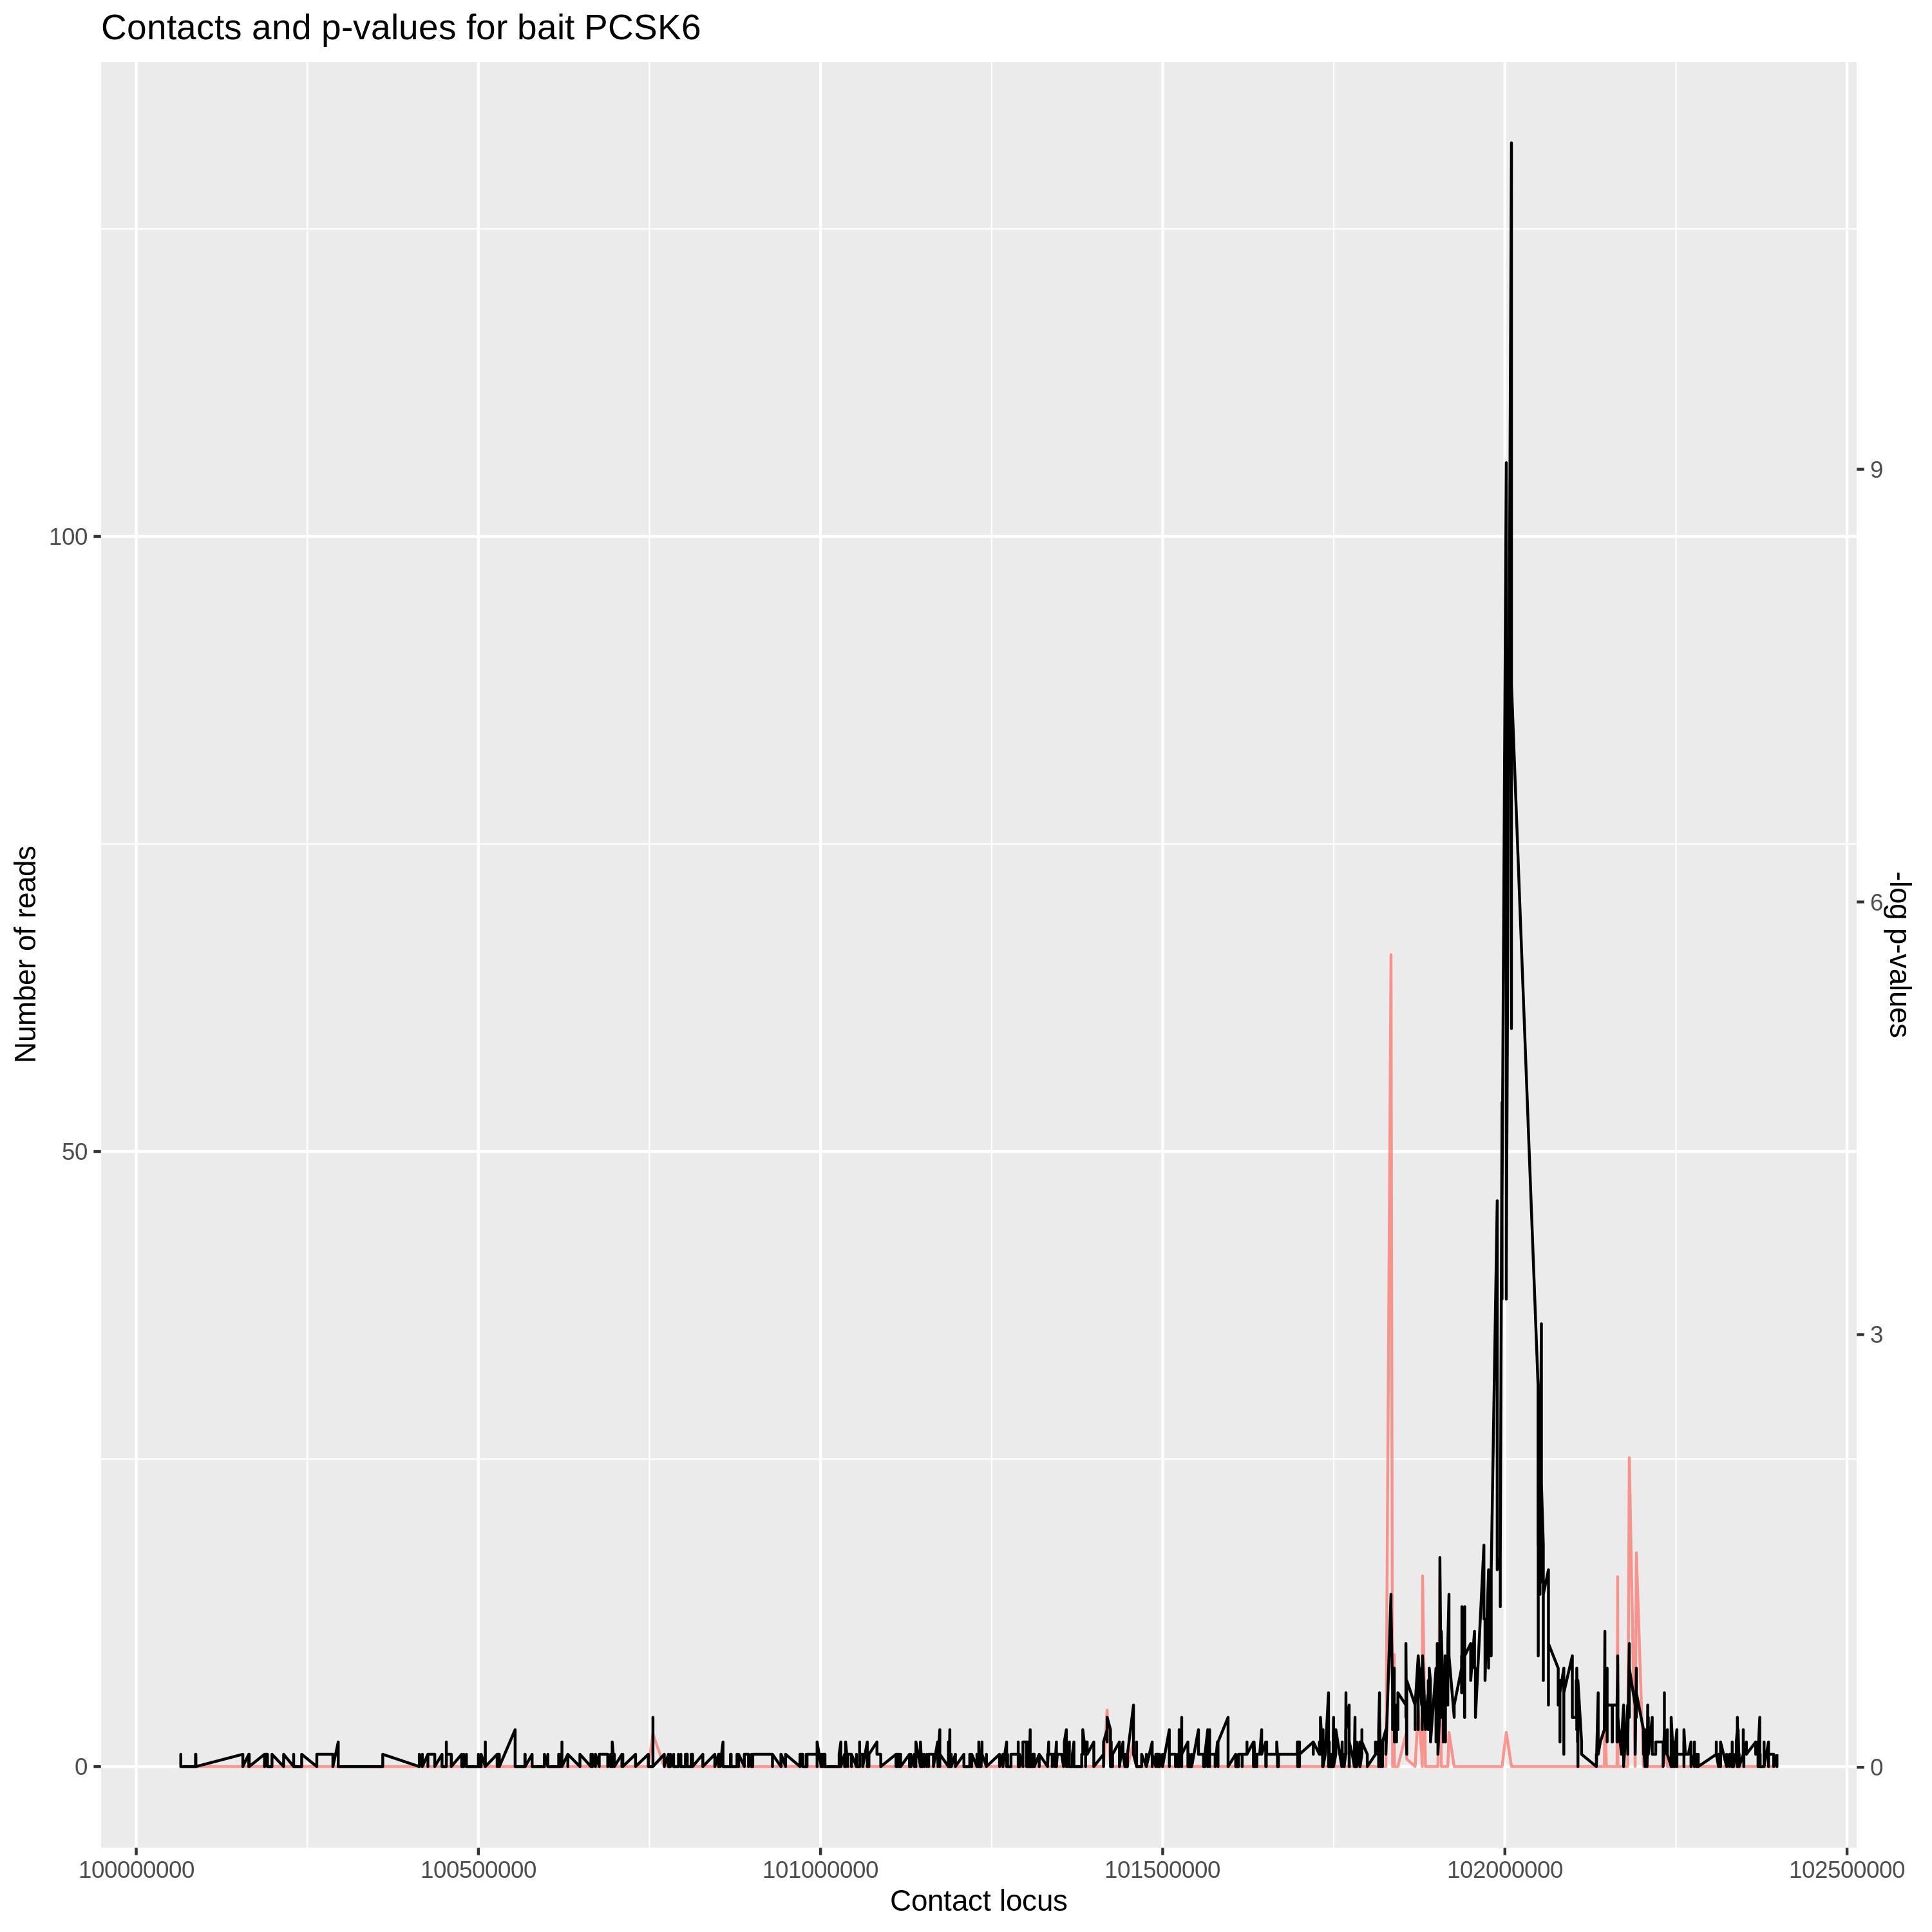 Contacts and p-values for bait PCSK6
Number of reads
100
50
0
9
6
3
0
-log p-values
100000000 100500000 101000000 101500000 102000000 102500000
Contact locus